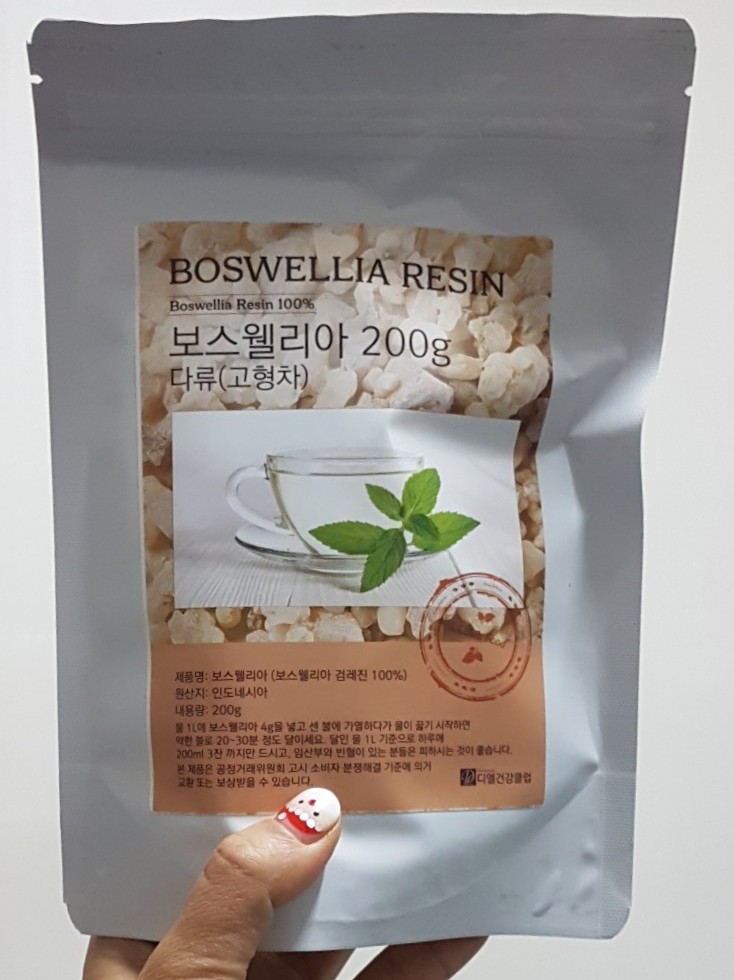 BOSWELLIA RESIN
Boswellia Resin 100%
보스웰리아 200g
다류(고형차)
제품명: 보스웰리아 (보스웰리아 검레진 100%)
원산지: 인도네시아
내용량: 200g
물 1L에 보스웰리아 4g을 넣고 센 불에 가열하다가 물이 끓기 시작하면
약한 불로 20~30분 정도 달이세요. 달인 물 1L 기준으로 하루에
200ml 3잔 까지만 드시고, 임산부와 빈혈이 있는 분들은 피하시는 것이 좋습니다.
본 제품은 공정거래위원회 고시 소비자 분쟁해결 기준에 의거
교환 또는 보상받을 수 있습니다.
디엘건강클럽